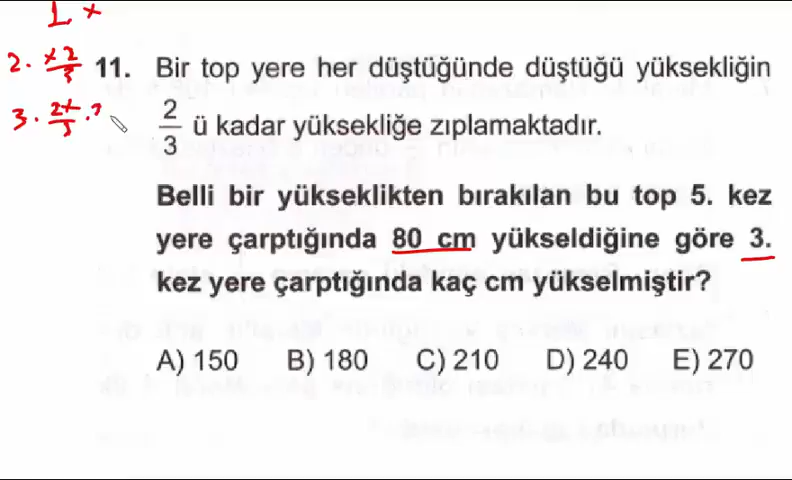 1 x
2. x2/3
3. 2x/3 . 2
11. Bir top yere her düştüğünde düştüğü yüksekliğin
2/3 ü kadar yüksekliğe zıplamaktadır.
Belli bir yükseklikten bırakılan bu top 5. kez
yere çarptığında 80 cm yükseldiğine göre 3.
kez yere çarptığında kaç cm yükselmiştir?
A) 150 B) 180 C) 210 D) 240 E) 270